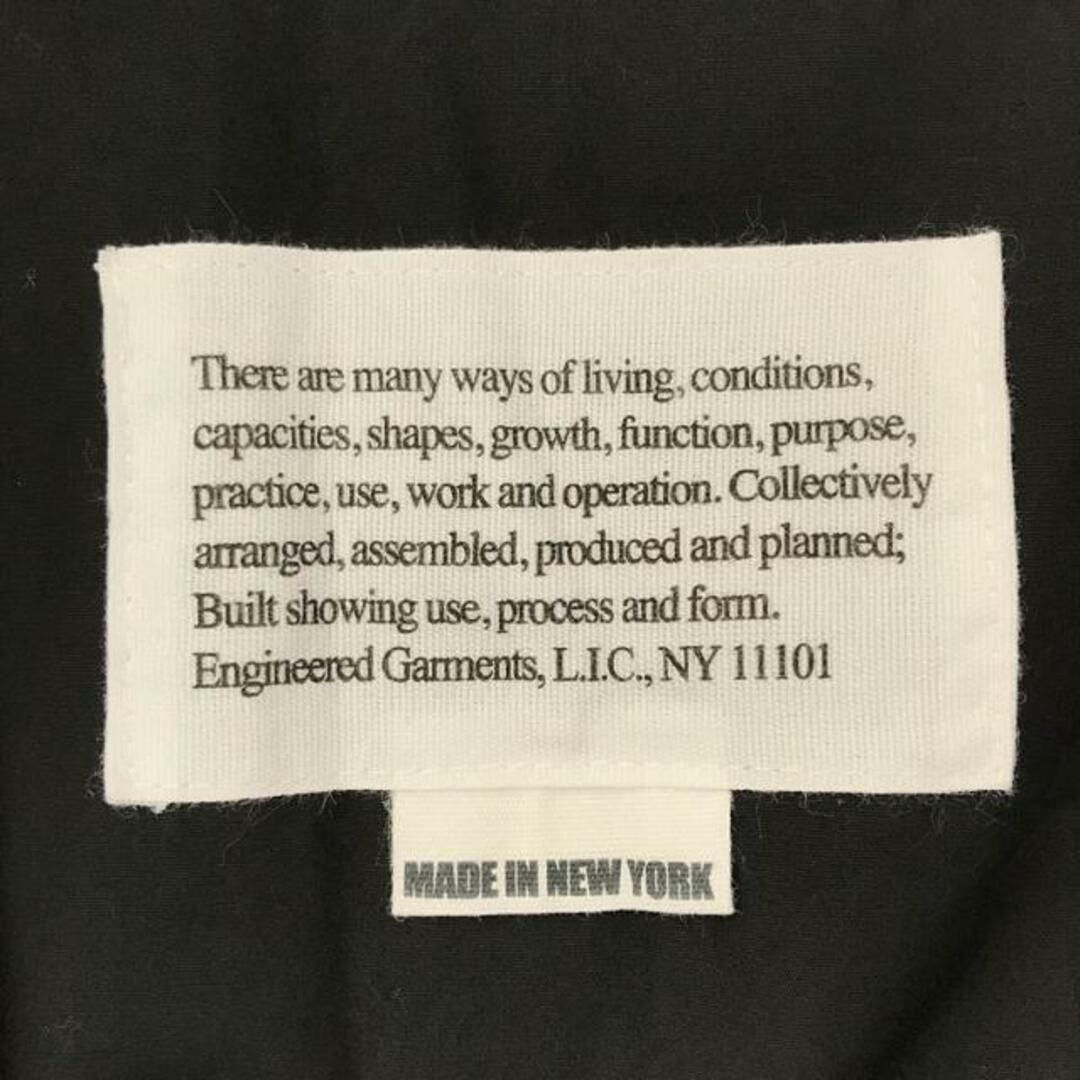 There are many ways of living, conditions,
capacities, shapes, growth, function, purpose,
practice, use, work and operation. Collectively
arranged, assembled, produced and planned;
Built showing use, process and form.
Engineered Garments, L.I.C., NY 11101
MADE IN NEW YORK